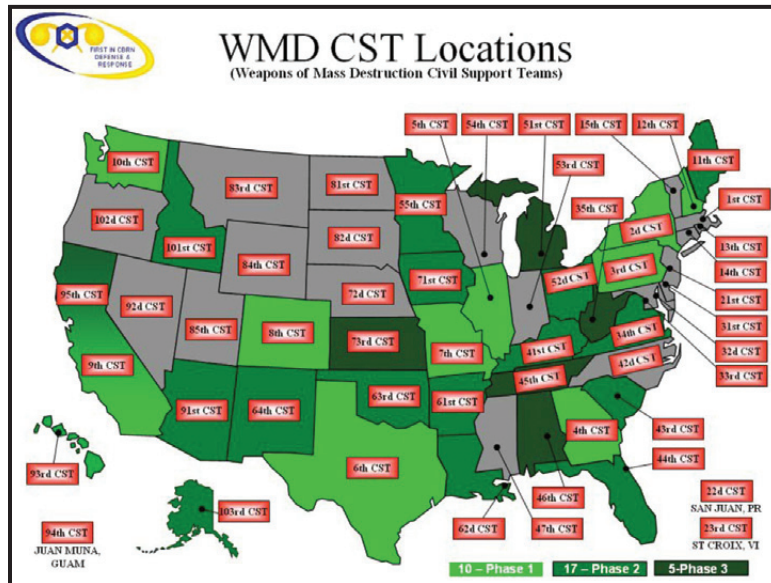 FIRST IN CBRN
DEFENSE &
RESPONSE
WMD CST Locations
(Weapons of Mass Destruction Civil Support Teams)
5th CST
54th CST
51st CST
15th CST
12th CST
10th CST
83rd CST
81st CST
55th CST
53rd CST
35th CST
11th CST
1st CST
102d CST
101st CST
82d CST
2d CST
13th CST
14th CST
84th CST
71st CST
52d CST
3rd CST
21st CST
95th CST
92d CST
85th CST
72d CST
31st CST
8th CST
73rd CST
7th CST
41st CST
34th CST
32d CST
33rd CST
9th CST
45th CST
42d CST
91st CST
64th CST
63rd CST
61st CST
4th CST
43rd CST
6th CST
44th CST
93rd CST
103rd CST
46th CST
62d CST
47th CST
22d CST
SAN JUAN, PR
94th CST
JUAN MUNA,
GUAM
23rd CST
ST CROIX, VI
10 – Phase 1
17 – Phase 2
5-Phase 3